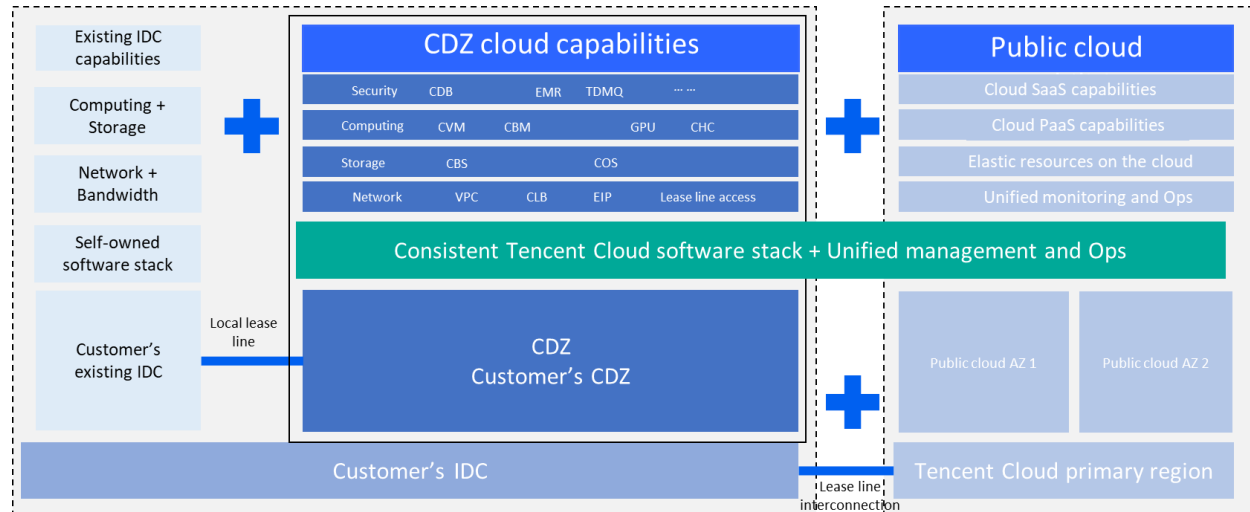 Existing IDC
capabilities
Computing +
Storage
Network +
Bandwidth
Self-owned
software stack
Customer's
existing IDC
Local lease
line
CDZ cloud capabilities
Security CDB EMR TDMQ ... ...
Computing CVM CBM GPU CHC
Storage CBS COS
Network VPC CLB EIP Lease line access
Consistent Tencent Cloud software stack + Unified management and Ops
CDZ
Customer's CDZ
Customer's IDC
Public cloud
Cloud SaaS capabilities
Cloud PaaS capabilities
Elastic resources on the cloud
Unified monitoring and Ops
Public cloud AZ 1
Public cloud AZ 2
Tencent Cloud primary region
Lease line
interconnection